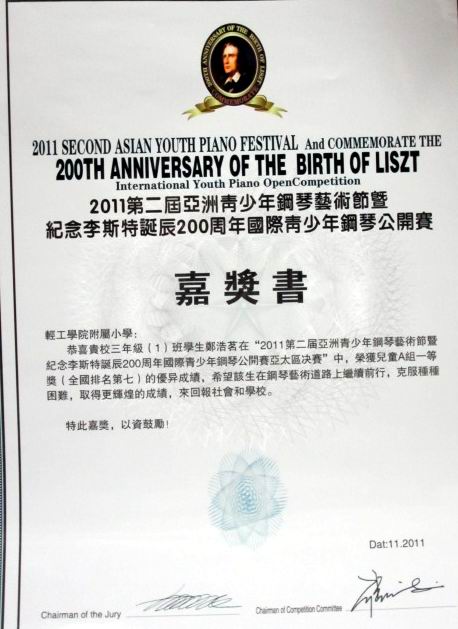 200TH ANNIVERSARY OF THE BIRTH OF LISZT
COMMEMORATE
2011 SECOND ASIAN YOUTH PIANO FESTIVAL And COMMEMORATE THE
200TH ANNIVERSARY OF THE BIRTH OF LISZT
International Youth Piano OpenCompetition
2011第二屆亞洲青少年鋼琴藝術節暨
紀念李斯特誕辰200周年國際青少年鋼琴公開賽
嘉獎書
輕工學院附屬小學:
恭喜貴校三年級(1)班學生鄭浩茗在“2011第二届亞洲青少年鋼琴藝術節暨
紀念李斯特誕辰200周年國際青少年鋼琴公開賽亞太區决賽”中,榮獲兒童A組一等
獎(全國排名第七)的優异成績,希望該生在鋼琴藝術道路上繼續前行,克服種種
困難,取得更輝煌的成績,來回報社會和學校。
特此嘉獎,以資鼓勵!
Dat:11.2011
Chairman of the Jury
Chairman of Competition Committee